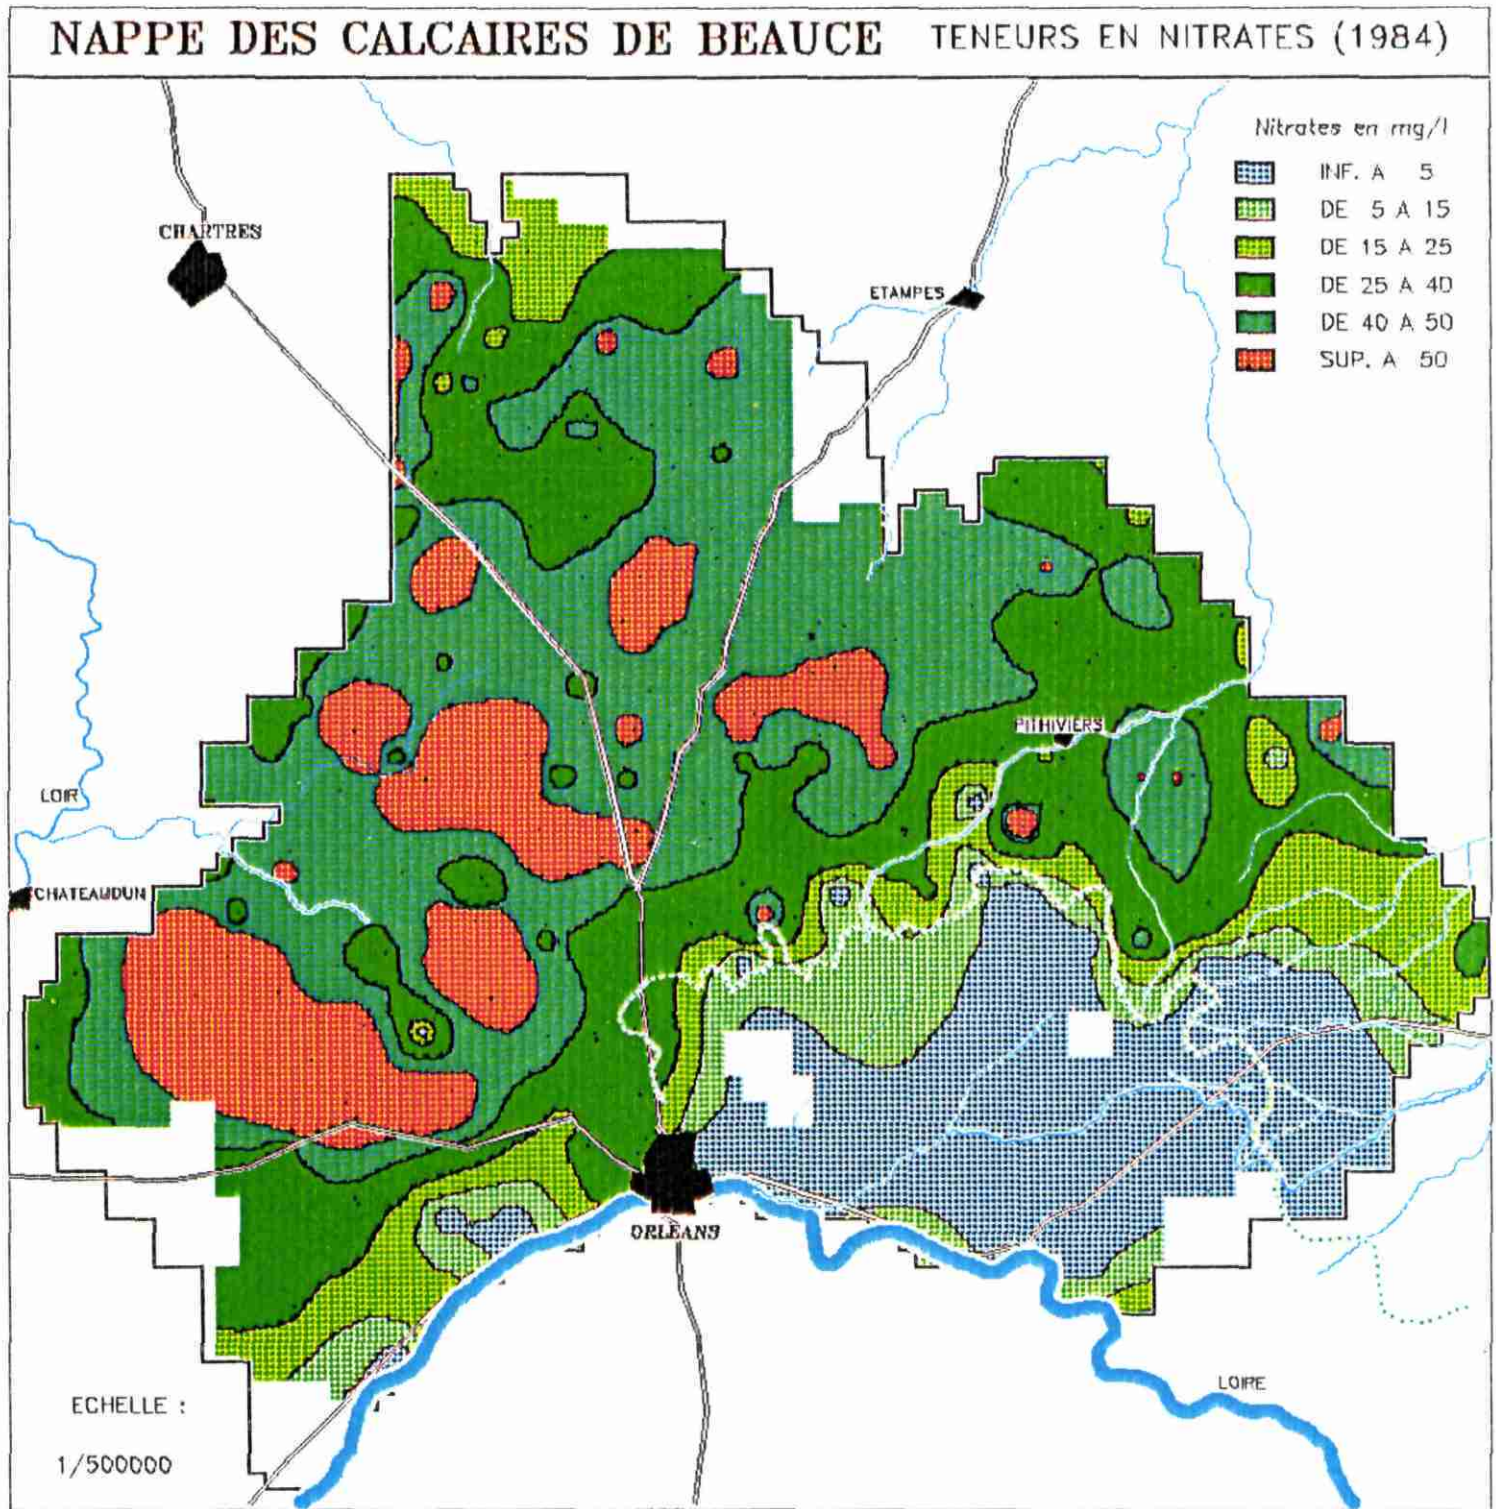 NAPPE DES CALCAIRES DE BEAUCE TENEURS EN NITRATES (1984)
Nitrates en mg/l
INF. A 5
DE 5 A 15
DE 15 A 25
DE 25 A 40
DE 40 A 50
SUP. A 50
CHARTRES
ETAMPES
PITHIVIERS
LOIR
CHATEAUDUN
ORLEANS
LOIRE
ECHELLE :
1/500000